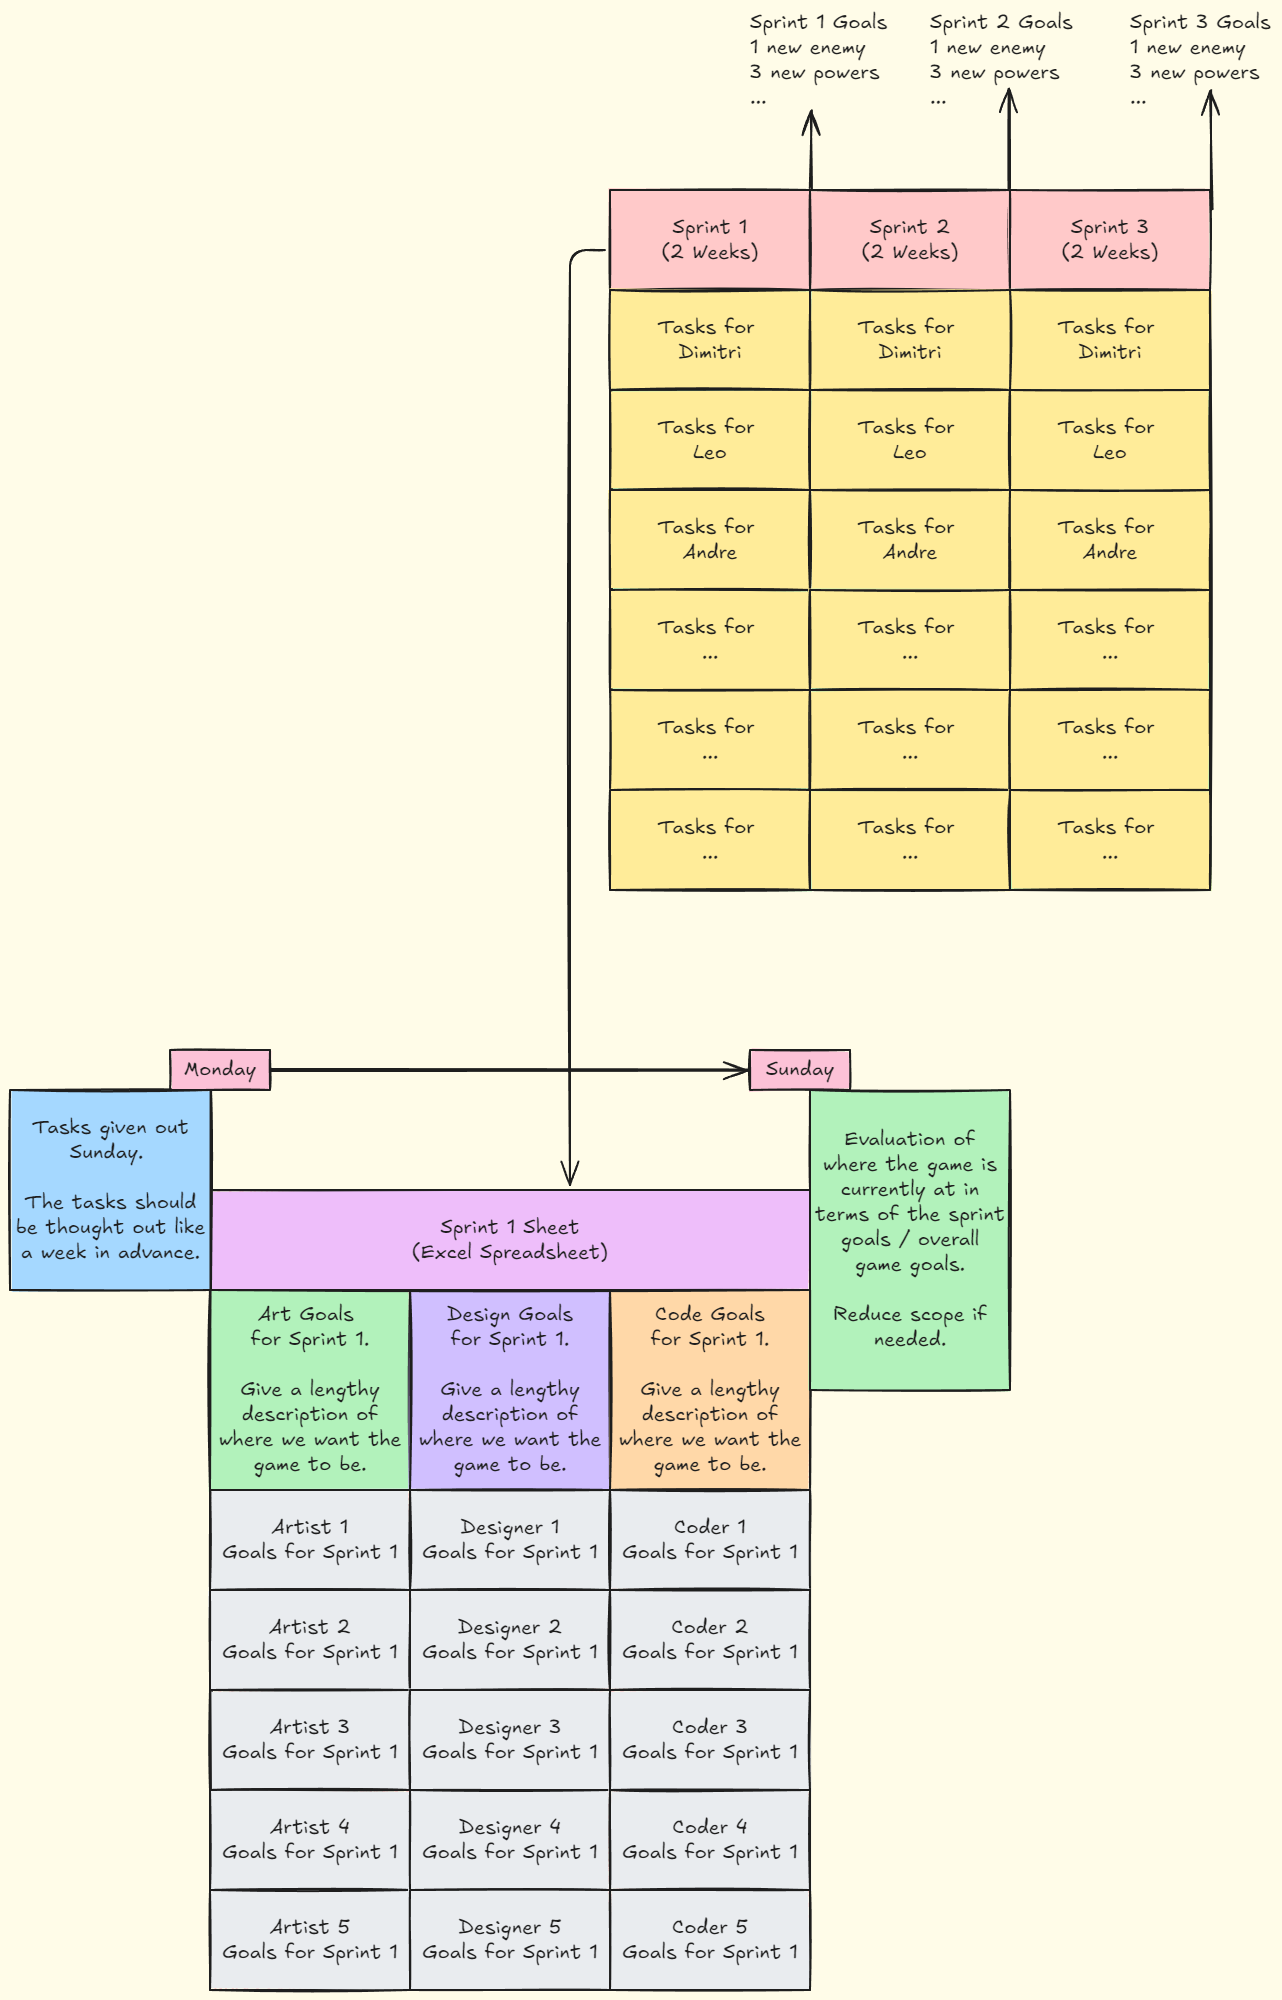 Sprint 1 Goals
1 new enemy
3 new powers
...
Sprint 2 Goals
1 new enemy
3 new powers
...
Sprint 3 Goals
1 new enemy
3 new powers
...
Sprint 1
(2 Weeks)
Sprint 2
(2 Weeks)
Sprint 3
(2 Weeks)
Tasks for
Dimitri
Tasks for
Dimitri
Tasks for
Dimitri
Tasks for
Leo
Tasks for
Leo
Tasks for
Leo
Tasks for
Andre
Tasks for
Andre
Tasks for
Andre
Tasks for
...
Tasks for
...
Tasks for
...
Tasks for
...
Tasks for
...
Tasks for
...
Tasks for
...
Tasks for
...
Tasks for
...
Monday
Sunday
Tasks given out
Sunday.
The tasks should
be thought out like
a week in advance.
Evaluation of
where the game is
currently at in
terms of the sprint
goals / overall
game goals.
Reduce scope if
needed.
Sprint 1 Sheet
(Excel Spreadsheet)
Art Goals
for Sprint 1.
Give a lengthy
description of
where we want the
game to be.
Design Goals
for Sprint 1.
Give a lengthy
description of
where we want the
game to be.
Code Goals
for Sprint 1.
Give a lengthy
description of
where we want the
game to be.
Artist 1
Goals for Sprint 1
Designer 1
Goals for Sprint 1
Coder 1
Goals for Sprint 1
Artist 2
Goals for Sprint 1
Designer 2
Goals for Sprint 1
Coder 2
Goals for Sprint 1
Artist 3
Goals for Sprint 1
Designer 3
Goals for Sprint 1
Coder 3
Goals for Sprint 1
Artist 4
Goals for Sprint 1
Designer 4
Goals for Sprint 1
Coder 4
Goals for Sprint 1
Artist 5
Goals for Sprint 1
Designer 5
Goals for Sprint 1
Coder 5
Goals for Sprint 1